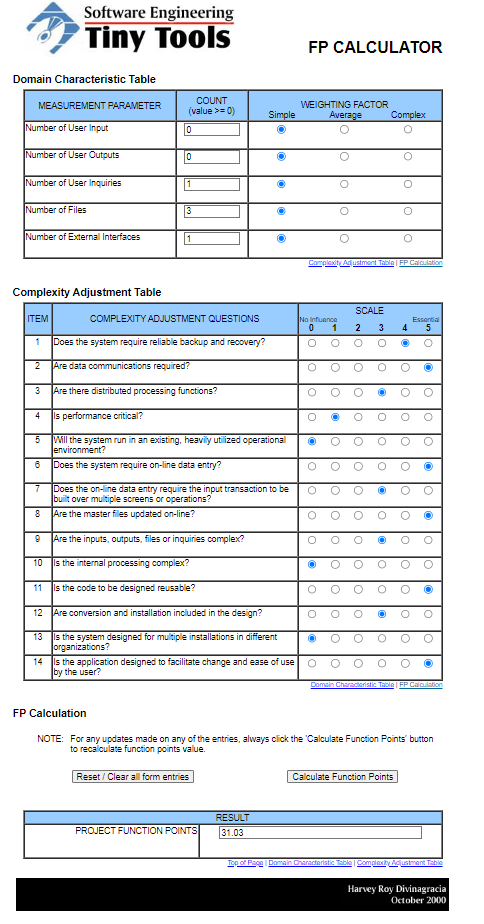 Software Engineering
Tiny Tools
FP CALCULATOR
Domain Characteristic Table
MEASUREMENT PARAMETER
COUNT
(value >= 0)
WEIGHTING FACTOR
Simple Average Complex
Number of User Input 0
Number of User Outputs 0
Number of User Inquiries 1
Number of Files 3
Number of External Interfaces 1
Complexity Adjustment Table | FP Calculation
Complexity Adjustment Table
ITEM COMPLEXITY ADJUSTMENT QUESTIONS
SCALE
No Influence Essential
0 1 2 3 4 5
1 Does the system require reliable backup and recovery?
2 Are data communications required?
3 Are there distributed processing functions?
4 Is performance critical?
5 Will the system run in an existing, heavily utilized operational
environment?
6 Does the system require on-line data entry?
7 Does the on-line data entry require the input transaction to be
built over multiple screens or operations?
8 Are the master files updated on-line?
9 Are the inputs, outputs, files or inquiries complex?
10 Is the internal processing complex?
11 Is the code to be designed reusable?
12 Are conversion and installation included in the design?
13 Is the system designed for multiple installations in different
organizations?
14 Is the application designed to facilitate change and ease of use
by the user?
Domain Characteristic Table | FP Calculation
FP Calculation
NOTE: For any updates made on any of the entries, always click the 'Calculate Function Points' button
to recalculate function points value.
Reset / Clear all form entries Calculate Function Points
RESULT
PROJECT FUNCTION POINTS 31.03
Top of Page | Domain Characteristic Table | Complexity Adjustment Table
Harvey Roy Divinagracia
October 2000